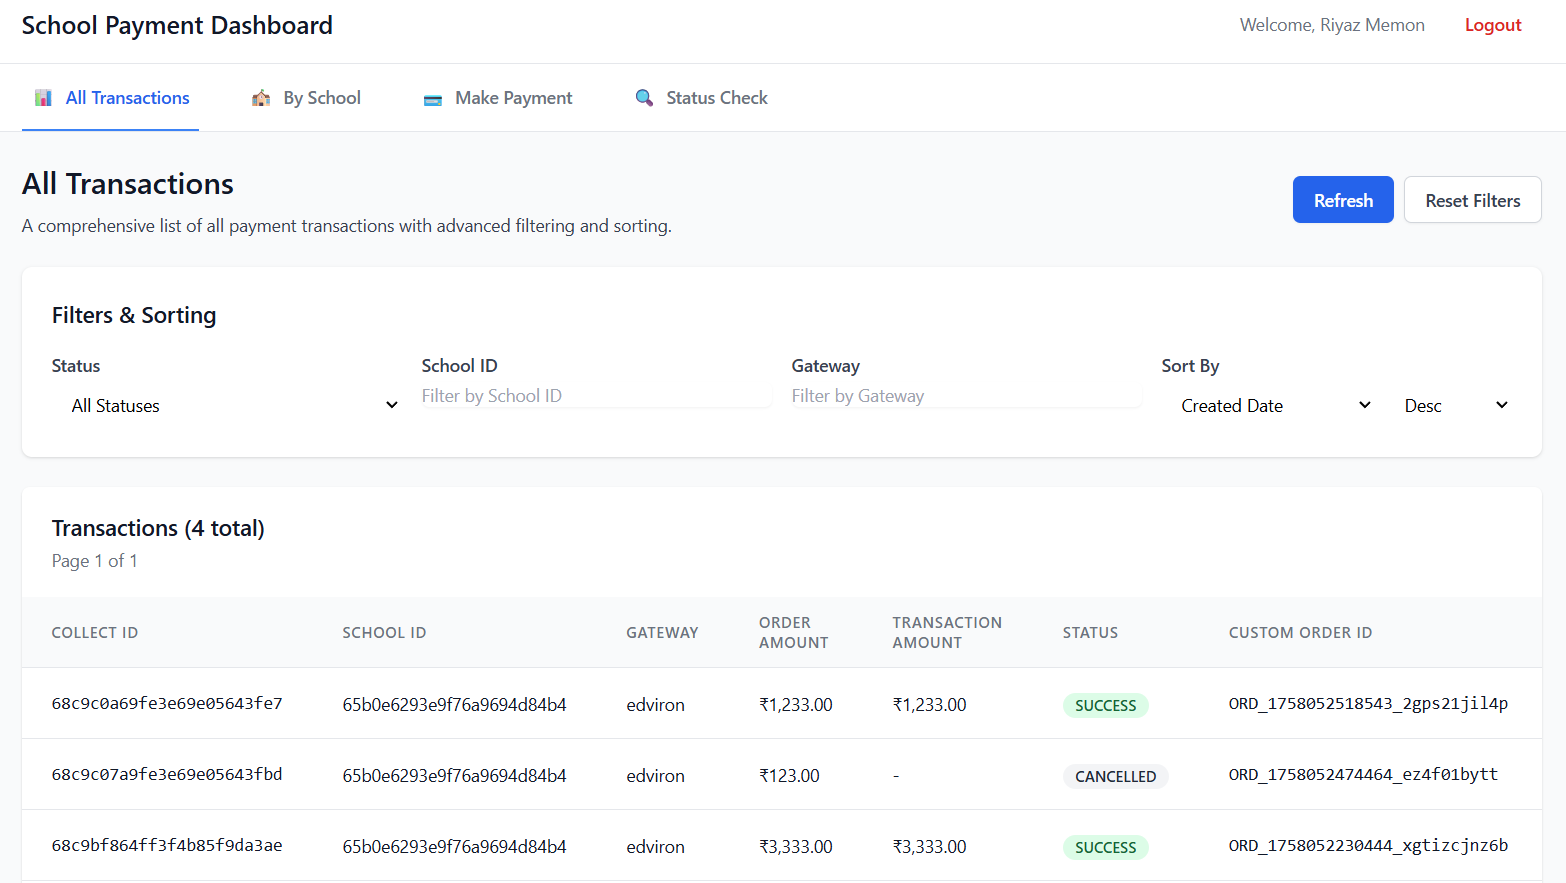 School Payment Dashboard
Welcome, Riyaz Memon
Logout
All Transactions
By School
Make Payment
Status Check
All Transactions
A comprehensive list of all payment transactions with advanced filtering and sorting.
Refresh
Reset Filters
Filters & Sorting
Status
School ID
Gateway
Sort By
All Statuses
Filter by School ID
Filter by Gateway
Created Date
Desc
Transactions (4 total)
Page 1 of 1
COLLECT ID
SCHOOL ID
GATEWAY
ORDER AMOUNT
TRANSACTION AMOUNT
STATUS
CUSTOM ORDER ID
68c9c0a69fe3e69e05643fe7 65b0e6293e9f76a9694d84b4 edviron ₹1,233.00 ₹1,233.00 SUCCESS ORD_1758052518543_2gps21jil4p
68c9c07a9fe3e69e05643fbd 65b0e6293e9f76a9694d84b4 edviron ₹123.00 - CANCELLED ORD_1758052474464_ez4f01bytt
68c9bf864ff3f4b85f9da3ae 65b0e6293e9f76a9694d84b4 edviron ₹3,333.00 ₹3,333.00 SUCCESS ORD_1758052230444_xgtizcjnz6b